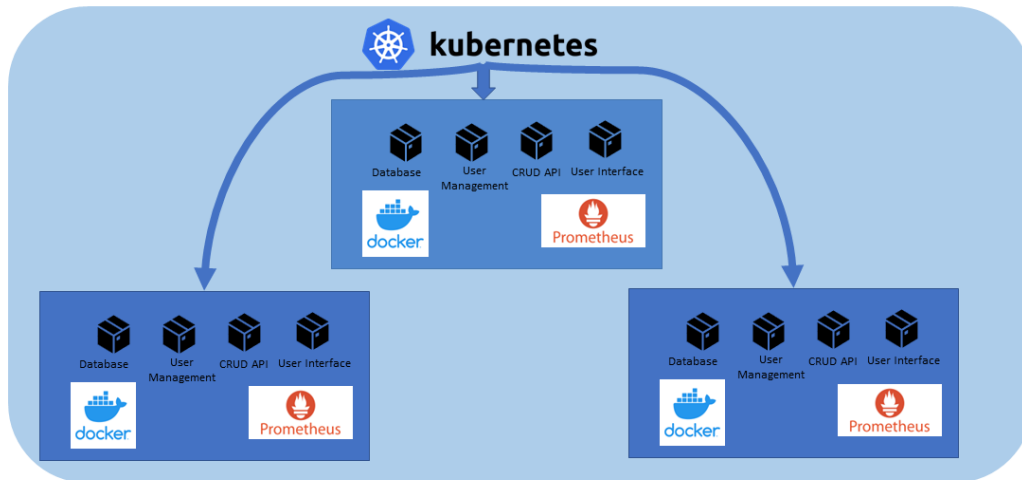 kubernetes
Database
User
Management
CRUD API
User Interface
docker
Prometheus
Database
User
Management
CRUD API
User Interface
docker
Prometheus
Database
User
Management
CRUD API
User Interface
docker
Prometheus